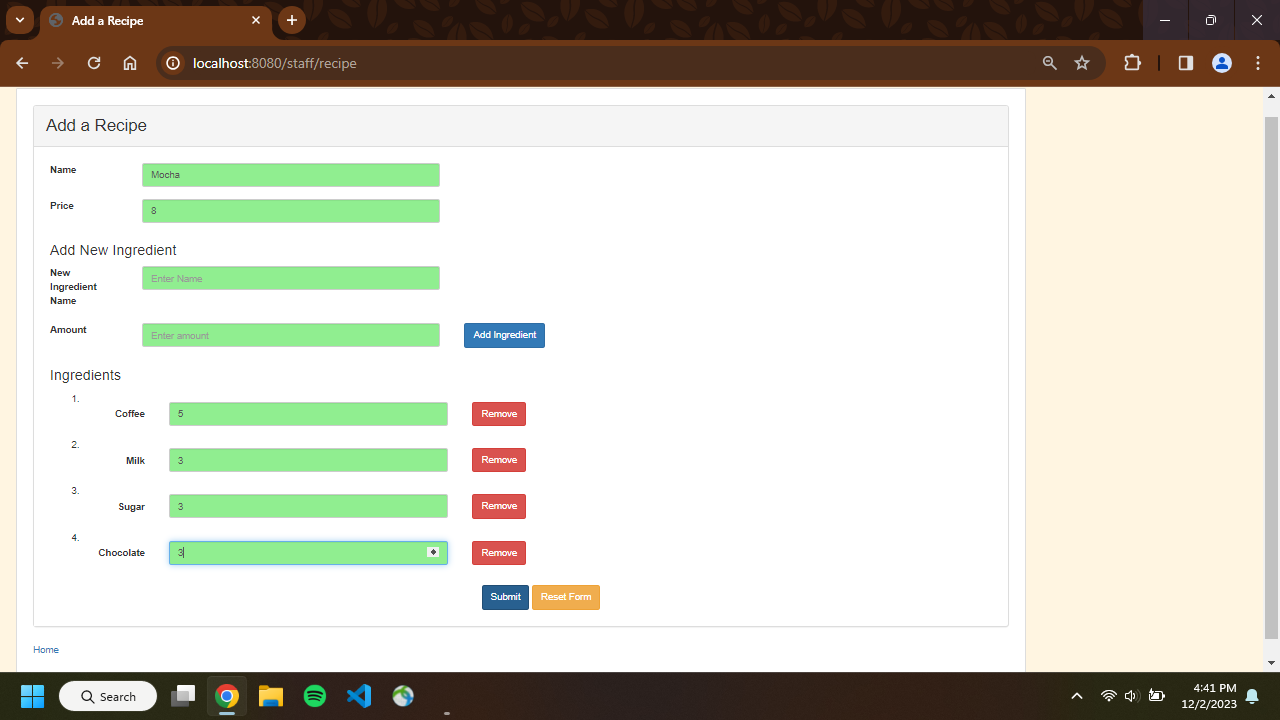 Add a Recipe
localhost:8080/staff/recipe
Add a Recipe
Name
Mocha
Price
8
Add New Ingredient
New
Ingredient
Name
Enter Name
Amount
Enter amount
Add Ingredient
Ingredients
1.
Coffee 5 Remove
2.
Milk 3 Remove
3.
Sugar 3 Remove
4.
Chocolate 3 Remove
Submit Reset Form
Home
Search
4:41 PM
12/2/2023